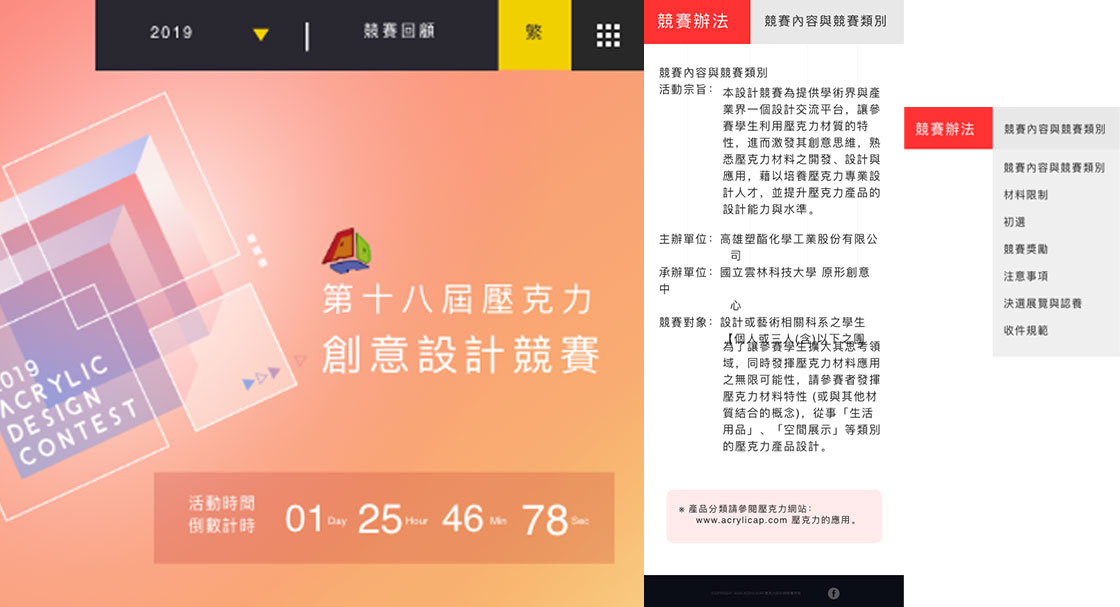 2019
競賽回顧
繁
第十八屆壓克力
創意設計競賽
2019
ACRYLIC
DESIGN
CONTEST
活動時間
倒數計時
01 Day 25 Hour 46 Min 78 Sec
競賽辦法
競賽內容與競賽類別
競賽內容與競賽類別
活動宗旨：
本設計競賽為提供學術界與產
業界一個設計交流平台，讓參
賽學生利用壓克力材質的特
性，進而激發其創意思維，熟
悉壓克力材料之開發、設計與
應用，藉以培養壓克力專業設
計人才，並提升壓克力產品的
設計能力與水準。
主辦單位：高雄塑酯化學工業股份有限公
司
承辦單位：國立雲林科技大學 原形創意
中
心
競賽對象：設計或藝術相關科系之學生
【個人或三人(含)以下之團
為了讓參賽學生擴大其思考領
域，同時發揮壓克力材料應用
之無限可能性，請參賽者發揮
壓克力材料特性 (或與其他材
質結合的概念)，從事「生活
用品」、「空間展示」等類別
的壓克力產品設計。
※ 產品分類請參閱壓克力網站：
www.acrylicap.com 壓克力的應用。
競賽辦法
競賽內容與競賽類別
競賽內容與競賽類別
材料限制
初選
競賽獎勵
注意事項
決選展覽與認養
收件規範